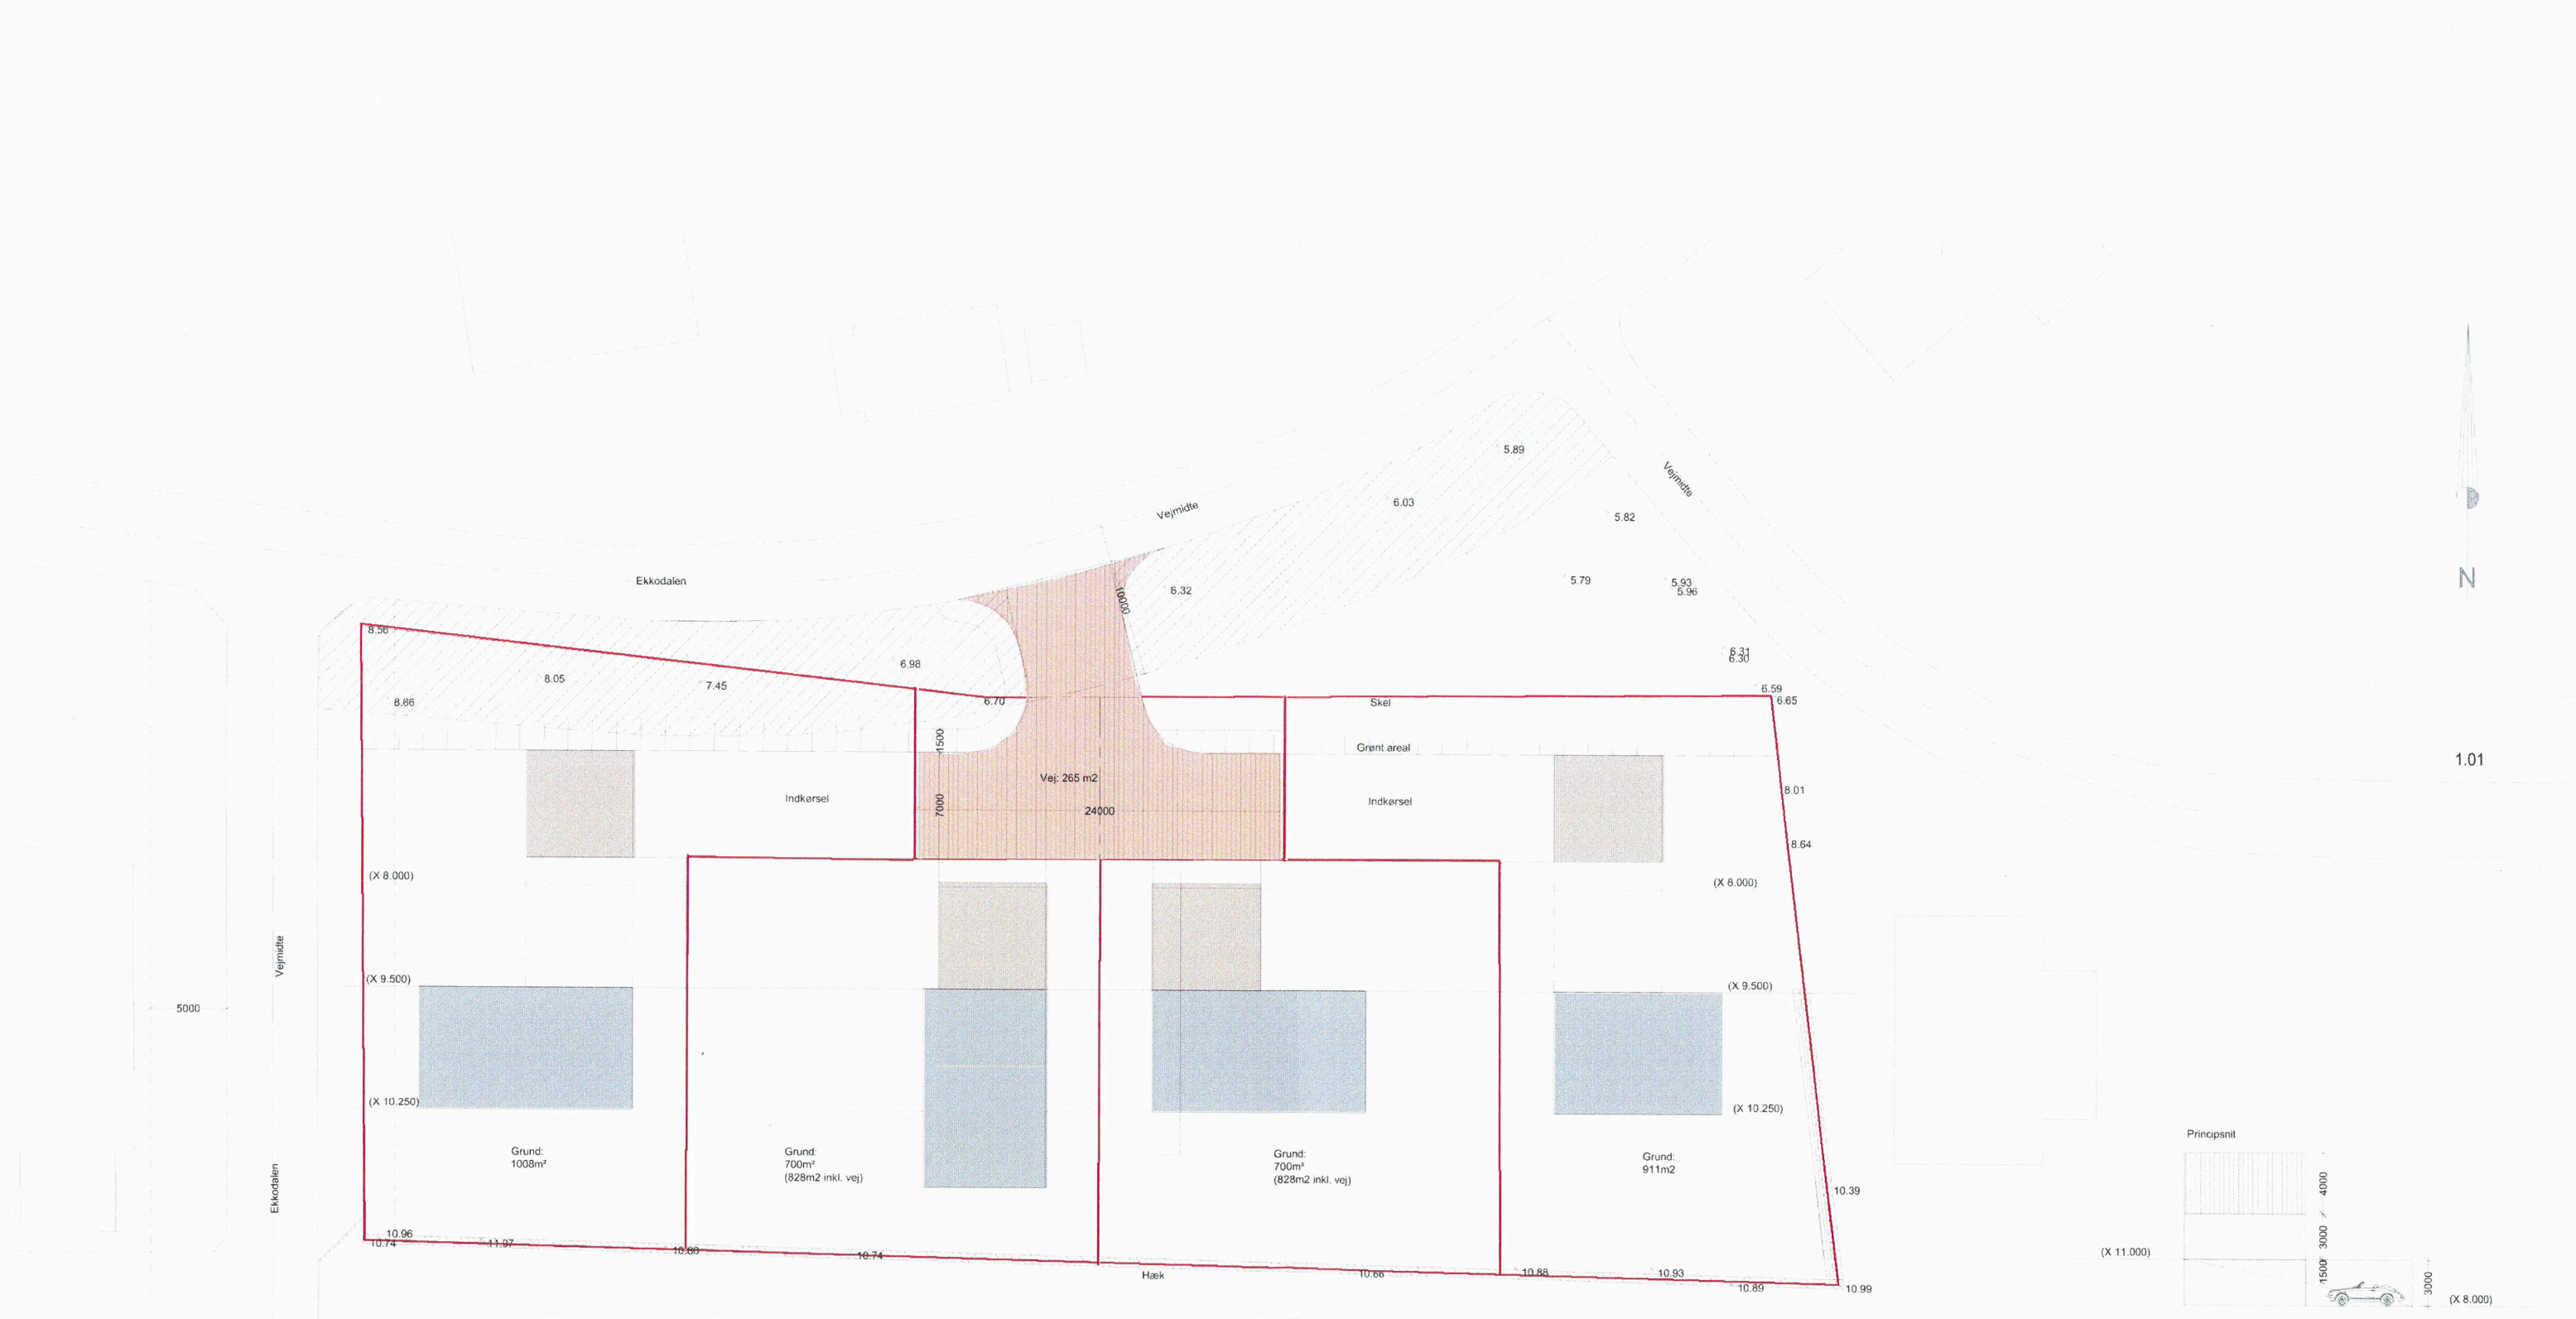 5.89
6.03
Vejmidte
Vejmidte
5.82
Ekkodalen
5.79
5.93
5.96
N
10000
6.32
8.56
6.98
6.31
6.30
8.05
7.45
6.59
8.66
6.70
Skel
6.65
1500
Grønt areal
1.01
Vej: 265 m2
Indkørsel
7000
24000
Indkørsel
8.01
8.64
(X 8.000)
(X 8.000)
Vejmidte
(X 9.500)
(X 9.500)
5000
(X 10.250)
(X 10.250)
Principsnit
Grund:
1008m²
Grund:
700m²
(828m2 inkl. vej)
Grund:
700m²
(828m2 inkl. vej)
Grund:
911m2
Ekkodalen
10.39
4000
10.96
10.74
11.97
10.80
10.74
3000
(X 11.000)
Hæk
10.66
10.88
10.93
10.89
10.99
1500
3000
(X 8.000)